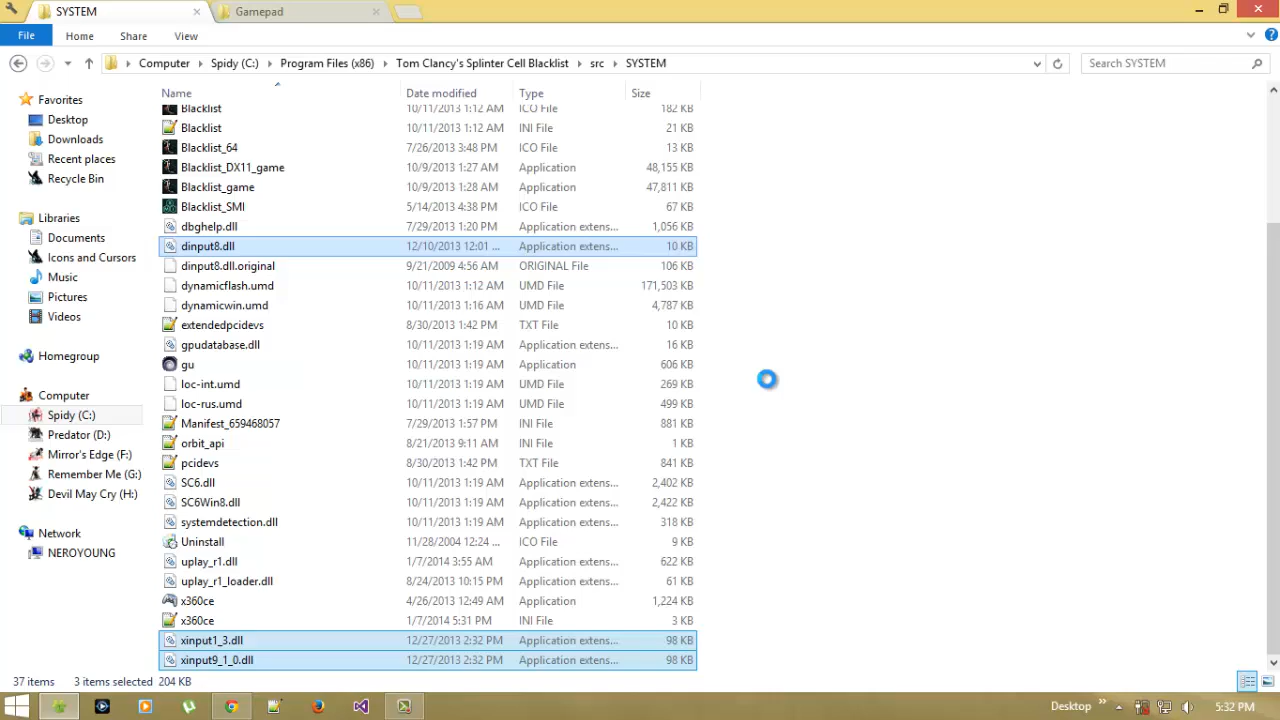 SYSTEM
Gamepad
File Home Share View
Computer Spidy (C:) Program Files (x86) Tom Clancy's Splinter Cell Blacklist src SYSTEM
Search SYSTEM
Favorites
Desktop
Downloads
Recent places
Recycle Bin
Libraries
Documents
Icons and Cursors
Music
Pictures
Videos
Homegroup
Computer
Spidy (C:)
Predator (D:)
Mirror's Edge (F:)
Remember Me (G:)
Devil May Cry (H:)
Network
NEROYOUNG
Name Date modified Type Size
Blacklist 10/11/2013 1:12 AM ICO File 182 KB
Blacklist 10/11/2013 1:12 AM INI File 21 KB
Blacklist_64 7/26/2013 3:48 PM ICO File 13 KB
Blacklist_DX11_game 10/9/2013 1:27 AM Application 48,155 KB
Blacklist_game 10/9/2013 1:28 AM Application 47,811 KB
Blacklist_SMI 5/14/2013 4:38 PM ICO File 67 KB
dbghelp.dll 7/29/2013 1:20 PM Application extens... 1,056 KB
dinput8.dll 12/10/2013 12:01 ... Application extens... 10 KB
dinput8.dll.original 9/21/2009 4:56 AM ORIGINAL File 106 KB
dynamicflash.umd 10/11/2013 1:12 AM UMD File 171,503 KB
dynamicwin.umd 10/11/2013 1:16 AM UMD File 4,787 KB
extendedpcidevs 8/30/2013 1:42 PM TXT File 10 KB
gpudatabase.dll 10/11/2013 1:19 AM Application extens... 16 KB
gu 10/11/2013 1:19 AM Application 606 KB
loc-int.umd 10/11/2013 1:19 AM UMD File 269 KB
loc-rus.umd 10/11/2013 1:19 AM UMD File 499 KB
Manifest_659468057 7/29/2013 1:57 PM INI File 881 KB
orbit_api 8/21/2013 9:11 AM INI File 1 KB
pcidevs 8/30/2013 1:42 PM TXT File 841 KB
SC6.dll 10/11/2013 1:19 AM Application extens... 2,402 KB
SC6Win8.dll 10/11/2013 1:19 AM Application extens... 2,422 KB
systemdetection.dll 10/11/2013 1:19 AM Application extens... 318 KB
Uninstall 11/28/2004 12:24 ... ICO File 9 KB
uplay_r1.dll 1/7/2014 3:55 AM Application extens... 622 KB
uplay_r1_loader.dll 8/24/2013 10:15 PM Application extens... 61 KB
x360ce 4/26/2013 12:49 AM Application 1,224 KB
x360ce 1/7/2014 5:31 PM INI File 3 KB
xinput1_3.dll 12/27/2013 2:32 PM Application extens... 98 KB
xinput9_1_0.dll 12/27/2013 2:32 PM Application extens... 98 KB
37 items 3 items selected 204 KB
Desktop 5:32 PM